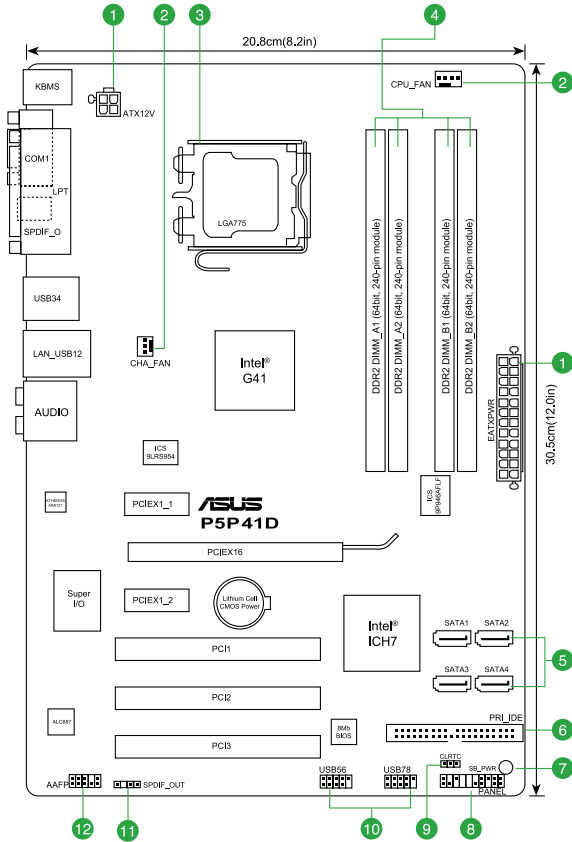 1
2
3
4
20.8cm(8.2in)
KBMS
ATX12V
CPU_FAN
2
COM1
LPT
SPDIF_O
LGA775
DDR2 DIMM_A1 (64bit, 240-pin module)
DDR2 DIMM_A2 (64bit, 240-pin module)
DDR2 DIMM_B1 (64bit, 240-pin module)
DDR2 DIMM_B2 (64bit, 240-pin module)
USB34
LAN_USB12
CHA_FAN
Intel®
G41
1
EATXPWR
30.5cm(12.0in)
AUDIO
ICS
9LRS954
ICS
9P946AFLF
ATHEROS
AR8121
PCIEX1_1
ASUS
P5P41D
PCIEX16
Super
I/O
PCIEX1_2
Lithium Cell
CMOS Power
Intel®
ICH7
SATA1
SATA2
SATA3
SATA4
5
PCI1
PCI2
ALC887
8Mb
BIOS
PRI_IDE
6
PCI3
CLRTC
SB_PWR
7
AAFP
SPDIF_OUT
USB56
USB78
PANEL
12
11
10
9
8